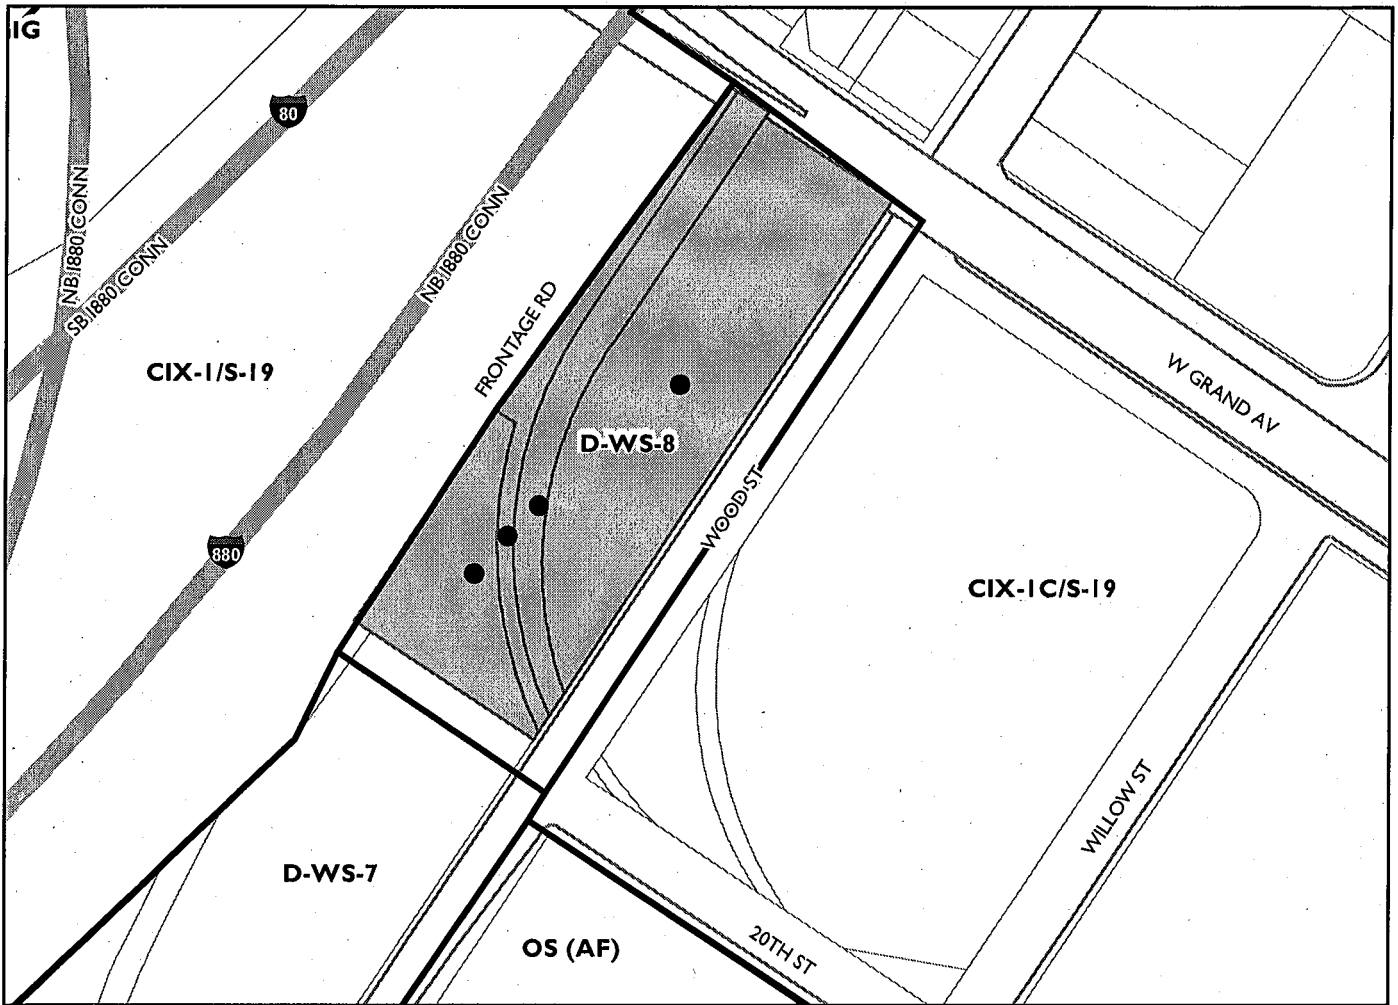 IG
80
NB I880 CONN
SB I880 CONN
NB I880 CONN
FRONTAGE RD
CIX-1/S-19
W GRAND AV
D-WS-8
WOOD ST
880
CIX-1C/S-19
WILLOW ST
D-WS-7
OS (AF)
20TH ST